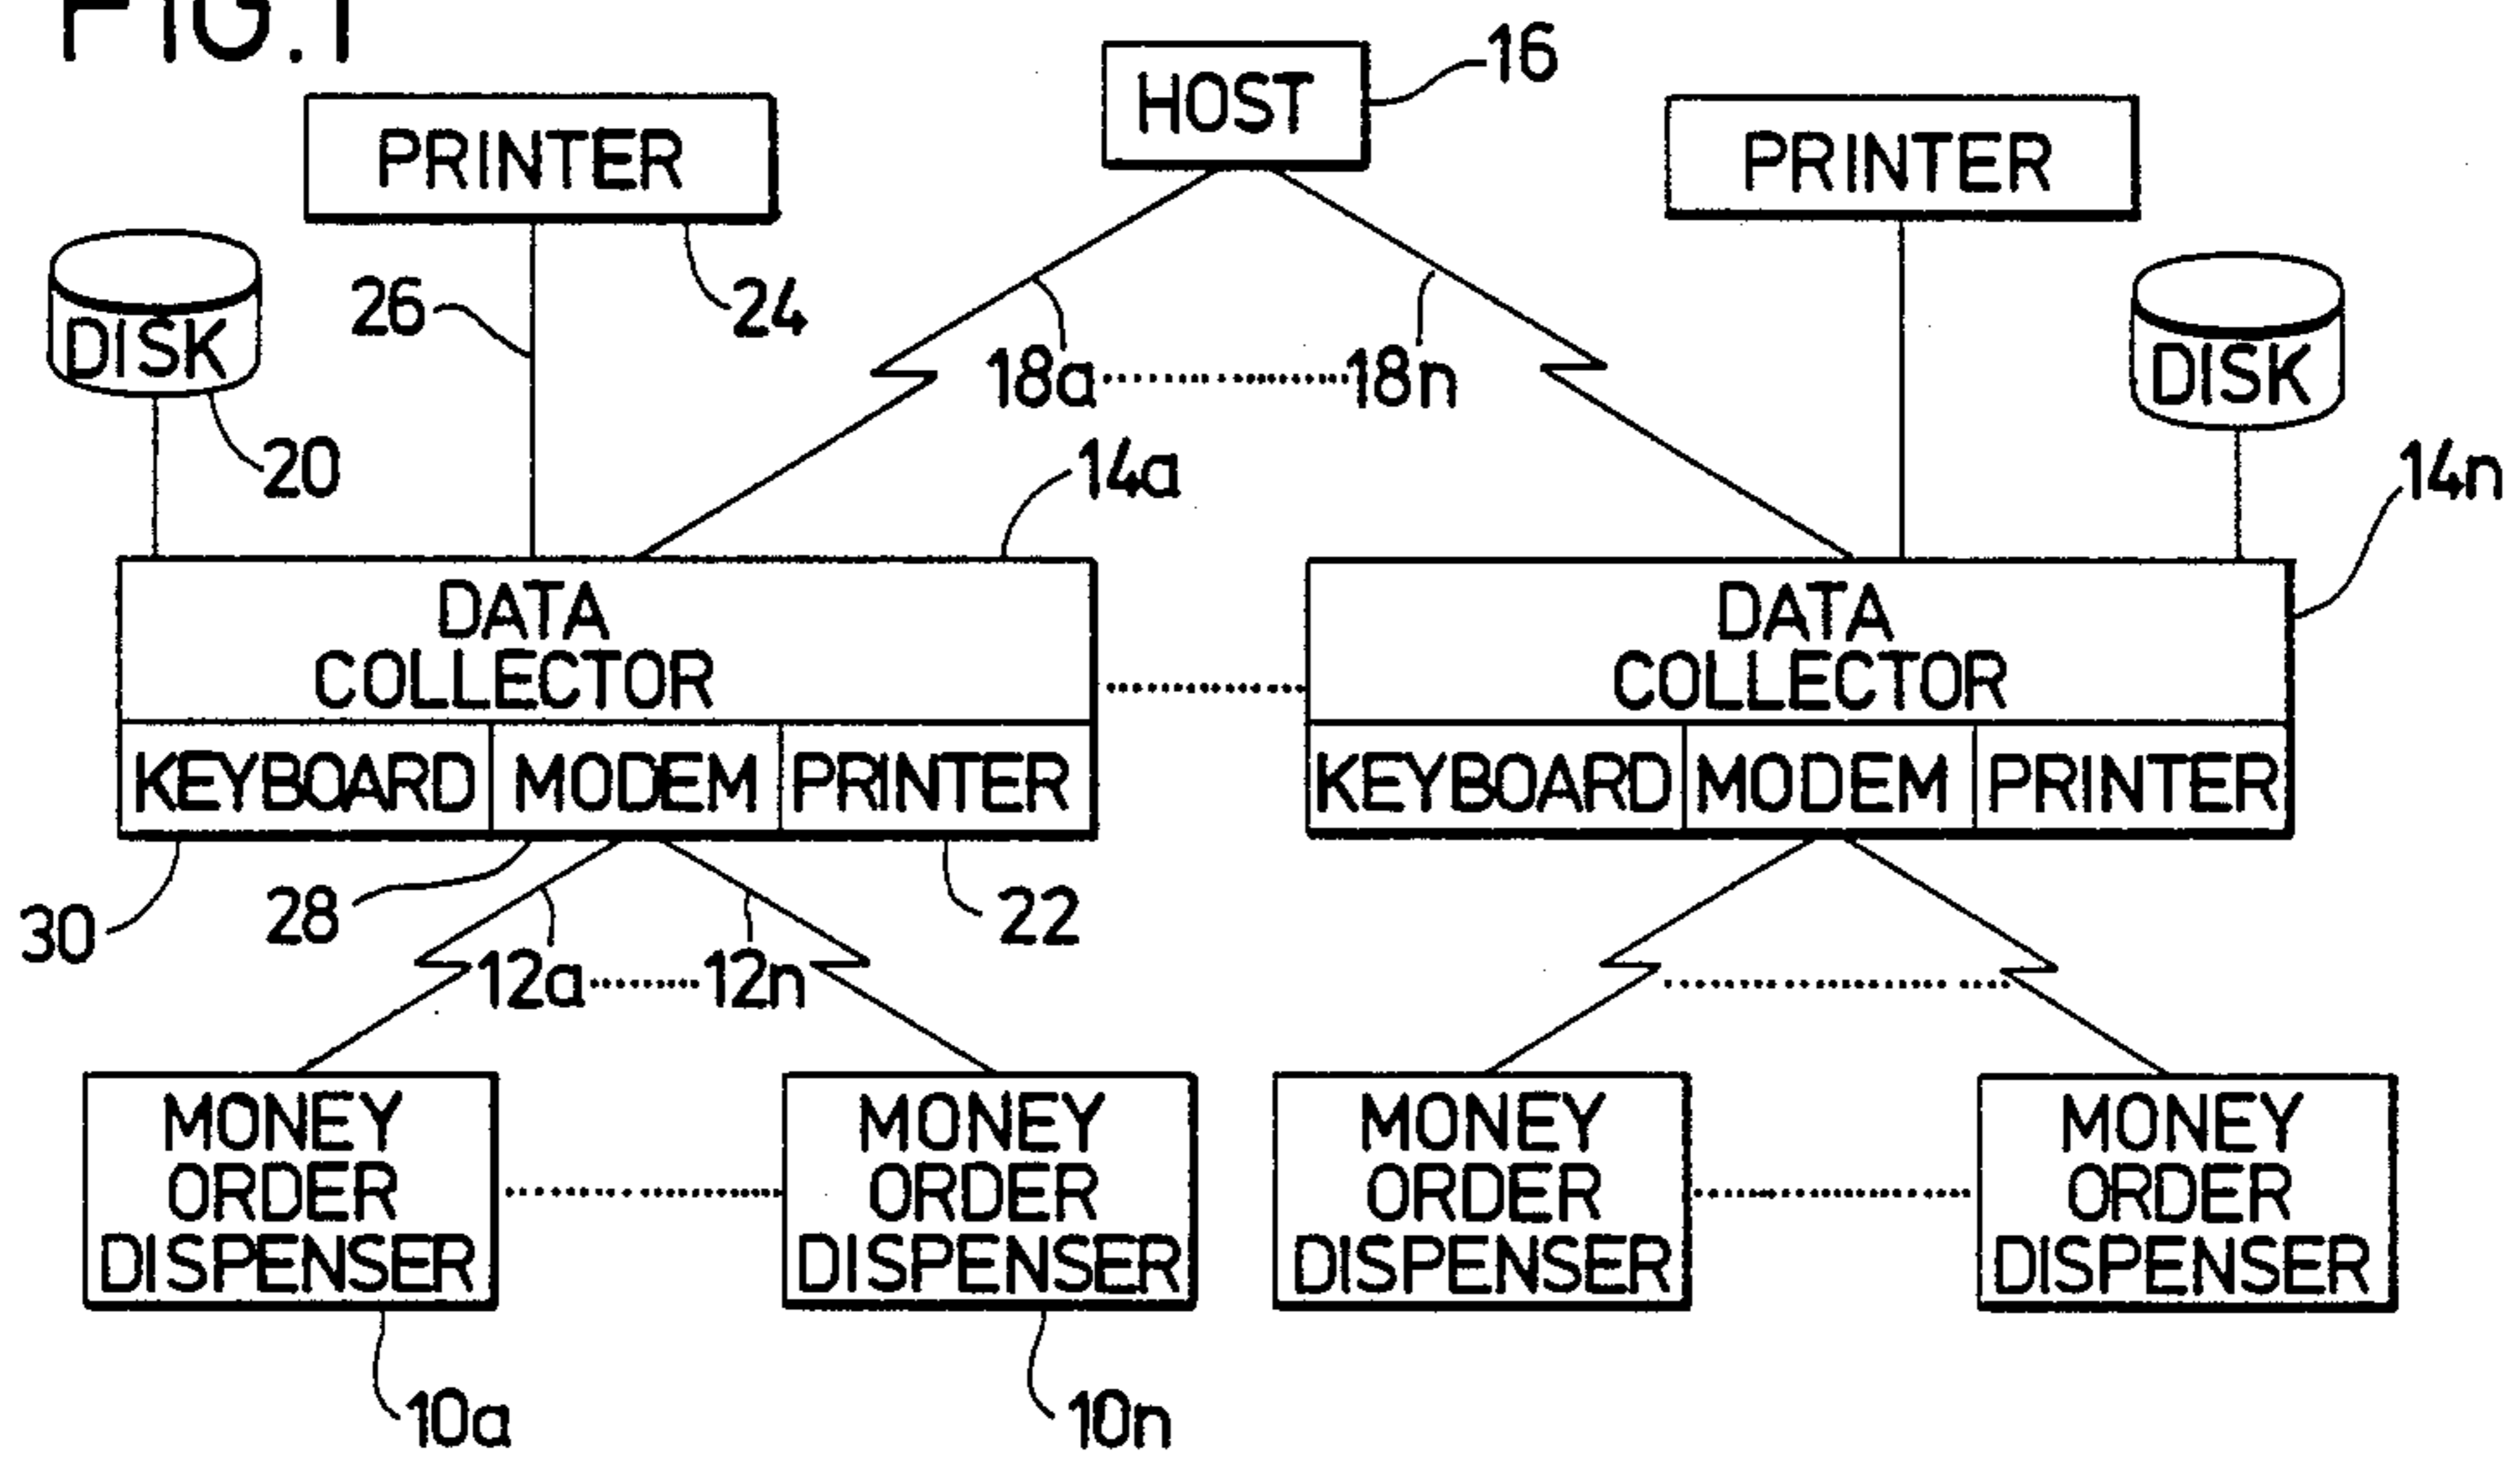 FIG.1
HOST
16
PRINTER
PRINTER
26
24
DISK
18a
18n
DISK
20
14a
14n
DATA
COLLECTOR
DATA
COLLECTOR
KEYBOARD
MODEM
PRINTER
KEYBOARD
MODEM
PRINTER
30
28
22
12a
12n
MONEY
ORDER
DISPENSER
MONEY
ORDER
DISPENSER
MONEY
ORDER
DISPENSER
MONEY
ORDER
DISPENSER
10a
10n